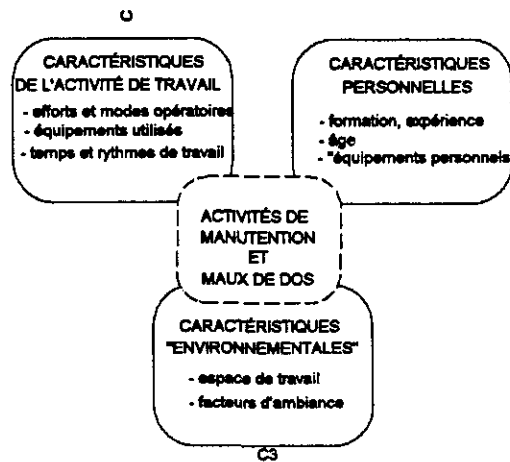 C
CARACTÉRISTIQUES
DE L'ACTIVITÉ DE TRAVAIL
- efforts et modes opératoires
- équipements utilisés
- temps et rythmes de travail
CARACTÉRISTIQUES
PERSONNELLES
- formation, expérience
- âge
- "équipements personnels
ACTIVITÉS DE
MANUTENTION
ET
MAUX DE DOS
CARACTÉRISTIQUES
"ENVIRONNEMENTALES"
- espace de travail
- facteurs d'ambiance
C3